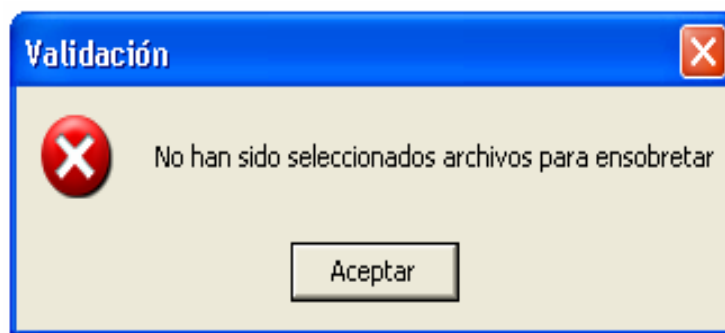 Validación
No han sido seleccionados archivos para ensobretar
Aceptar